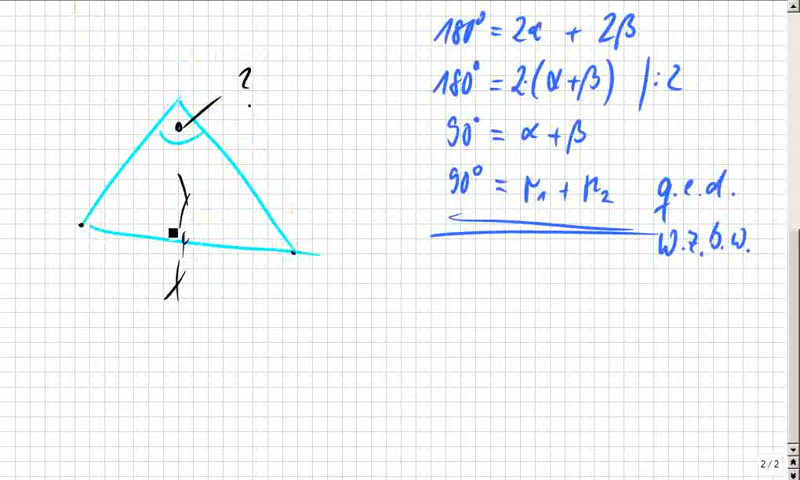 ?
180° = 2α + 2β
180° = 2·(α+β) |:2
90° = α + β
90° = γ₁ + γ₂ q.e.d.
w.z.b.w.
2 / 2